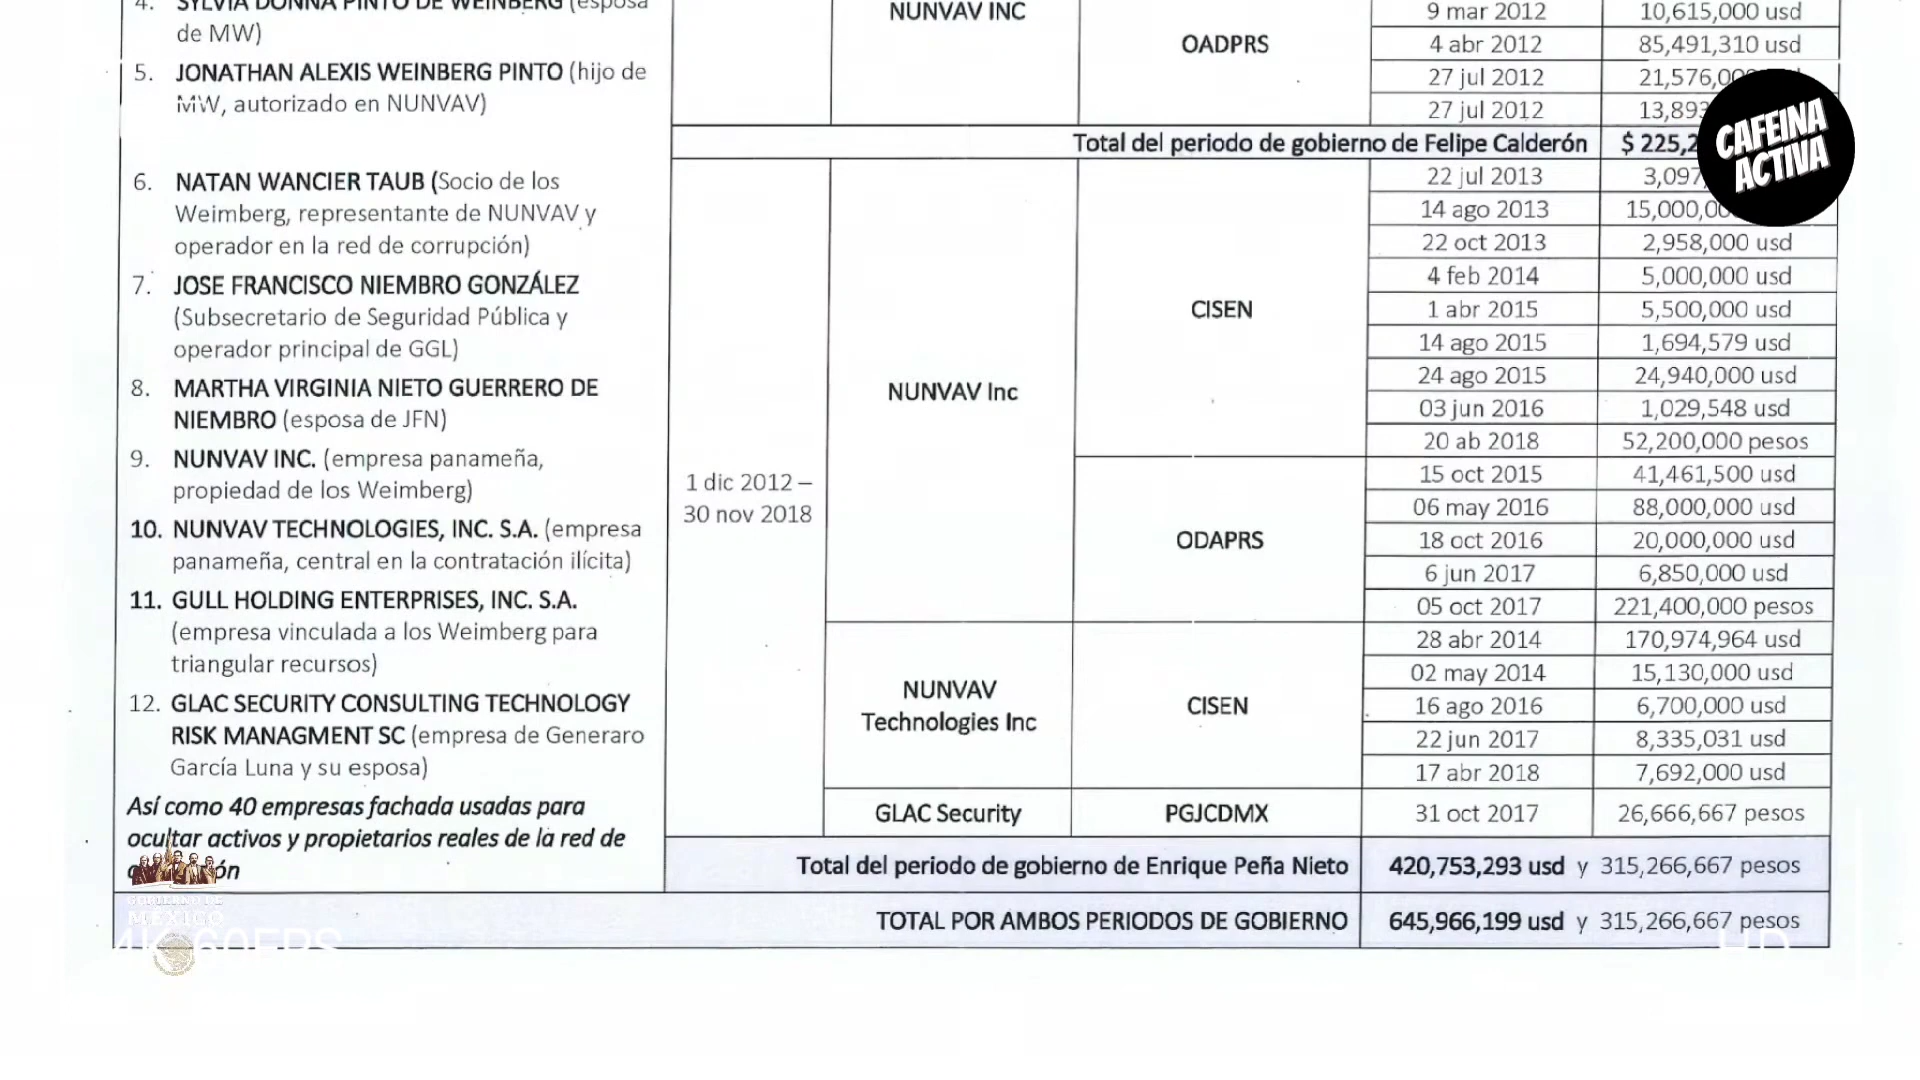 4. SYLVIA DONNA PINTO DE WEINBERG (esposa
de MW)
5. JONATHAN ALEXIS WEINBERG PINTO (hijo de
MW, autorizado en NUNVAV)
6. NATAN WANCIER TAUB (Socio de los
Weimberg, representante de NUNVAV y
operador en la red de corrupción)
7. JOSE FRANCISCO NIEMBRO GONZÁLEZ
(Subsecretario de Seguridad Pública y
operador principal de GGL)
8. MARTHA VIRGINIA NIETO GUERRERO DE
NIEMBRO (esposa de JFN)
9. NUNVAV INC. (empresa panameña,
propiedad de los Weimberg)
10. NUNVAV TECHNOLOGIES, INC. S.A. (empresa
panameña, central en la contratación ilícita)
11. GULL HOLDING ENTERPRISES, INC. S.A.
(empresa vinculada a los Weimberg para
triangular recursos)
12. GLAC SECURITY CONSULTING TECHNOLOGY
RISK MANAGMENT SC (empresa de Generaro
García Luna y su esposa)
Así como 40 empresas fachada usadas para
ocultar activos y propietarios reales de la red de
NUNVAV INC
OADPRS
9 mar 2012 10,615,000 usd
4 abr 2012 85,491,310 usd
27 jul 2012
27 jul 2012
Total del periodo de gobierno de Felipe Calderón
1 dic 2012 –
30 nov 2018
NUNVAV Inc
CISEN
22 jul 2013
14 ago 2013
22 oct 2013 2,958,000 usd
4 feb 2014 5,000,000 usd
1 abr 2015 5,500,000 usd
14 ago 2015 1,694,579 usd
24 ago 2015 24,940,000 usd
03 jun 2016 1,029,548 usd
20 ab 2018 52,200,000 pesos
ODAPRS
15 oct 2015 41,461,500 usd
06 may 2016 88,000,000 usd
18 oct 2016 20,000,000 usd
6 jun 2017 6,850,000 usd
05 oct 2017 221,400,000 pesos
NUNVAV
Technologies Inc
CISEN
28 abr 2014 170,974,964 usd
02 may 2014 15,130,000 usd
16 ago 2016 6,700,000 usd
22 jun 2017 8,335,031 usd
17 abr 2018 7,692,000 usd
GLAC Security PGJCDMX 31 oct 2017 26,666,667 pesos
Total del periodo de gobierno de Enrique Peña Nieto 420,753,293 usd y 315,266,667 pesos
TOTAL POR AMBOS PERIODOS DE GOBIERNO 645,966,199 usd y 315,266,667 pesos
CAFEINA
ACTIVA
GOBIERNO DE
MÉXICO
4K 60FPS
HD